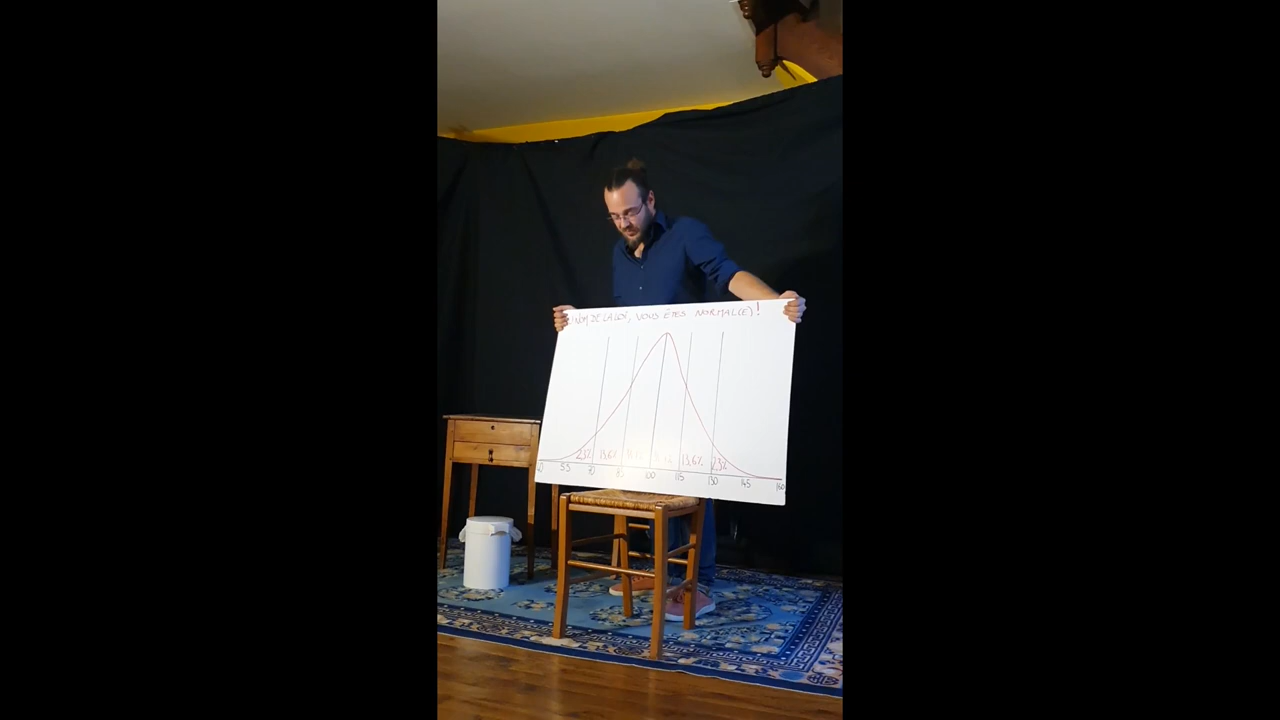 NOM DE LA LOI, VOUS ÊTES NORMAL(E) !
2,3% 13,6% 13,6% 2,3%
40 55 70 85 100 115 130 145 160